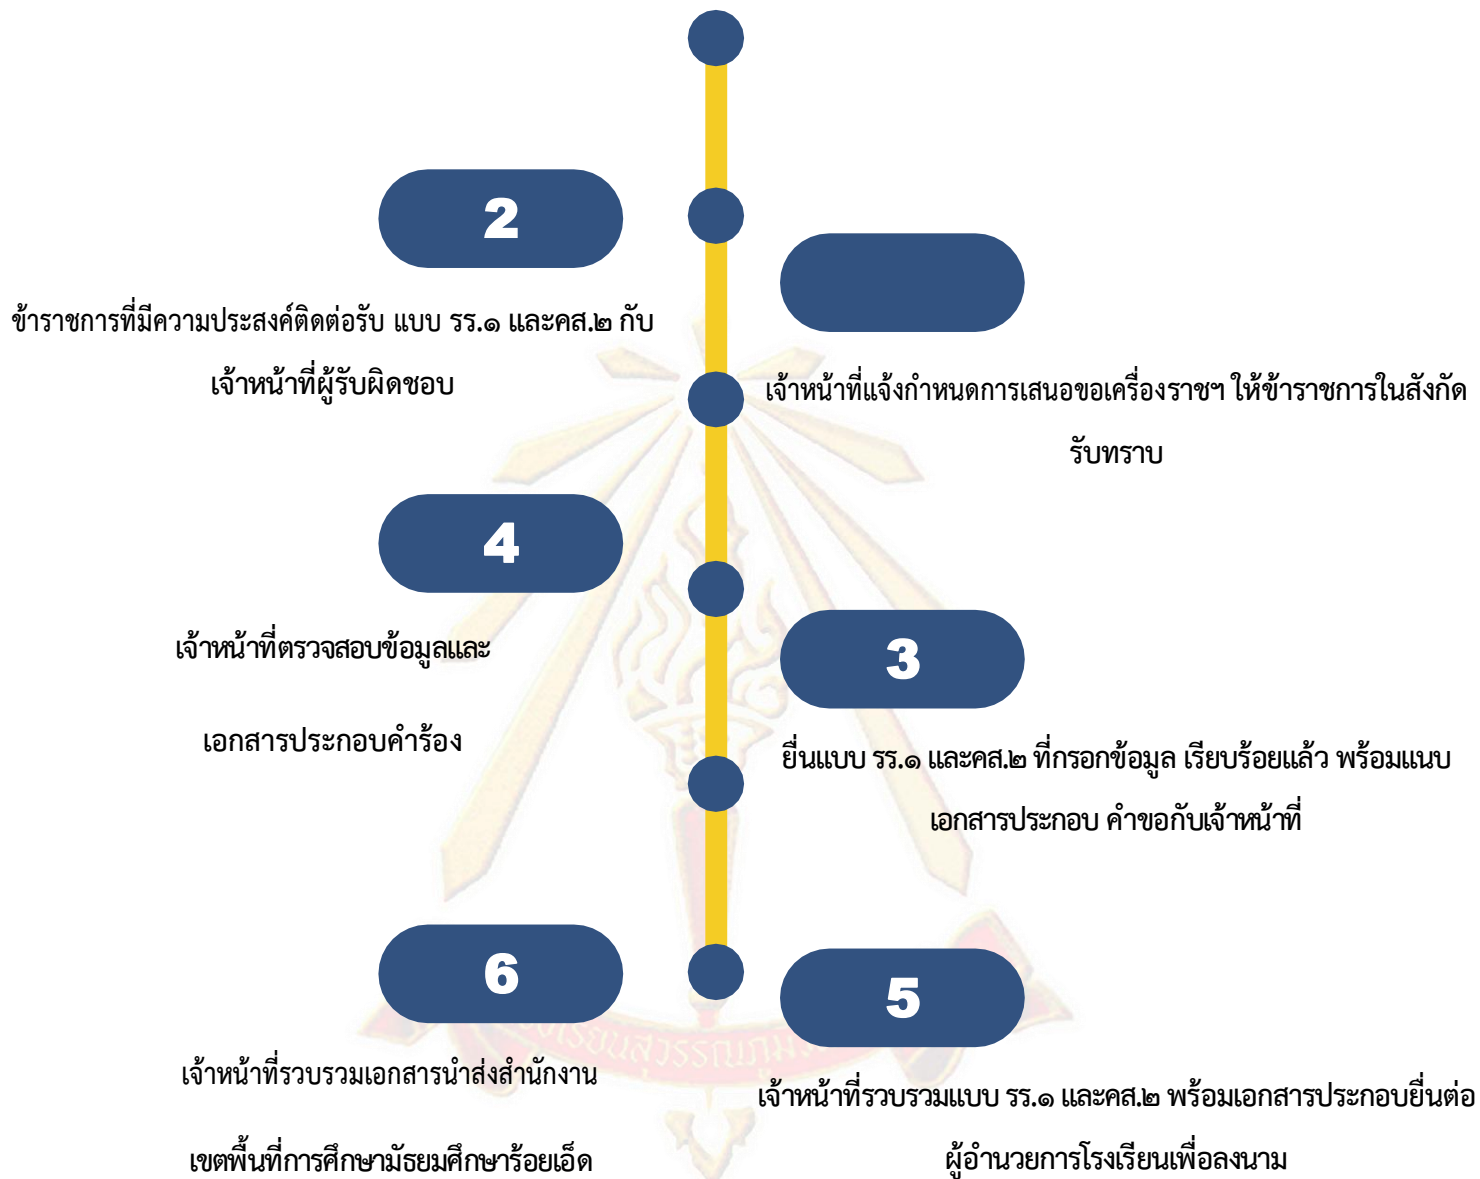 2
ข้าราชการที่มีความประสงค์ติดต่อรับ แบบ รร.๑ และคส.๒ กับ
เจ้าหน้าที่ผู้รับผิดชอบ
เจ้าหน้าที่แจ้งกำหนดการเสนอขอเครื่องราชฯ ให้ข้าราชการในสังกัด
รับทราบ
4
เจ้าหน้าที่ตรวจสอบข้อมูลและ
เอกสารประกอบคำร้อง
3
ยื่นแบบ รร.๑ และคส.๒ ที่กรอกข้อมูล เรียบร้อยแล้ว พร้อมแนบ
เอกสารประกอบ คำขอกับเจ้าหน้าที่
6
เจ้าหน้าที่รวบรวมเอกสารนำส่งสำนักงาน
เขตพื้นที่การศึกษามัธยมศึกษาร้อยเอ็ด
5
เจ้าหน้าที่รวบรวมแบบ รร.๑ และคส.๒ พร้อมเอกสารประกอบยื่นต่อ
ผู้อำนวยการโรงเรียนเพื่อลงนาม